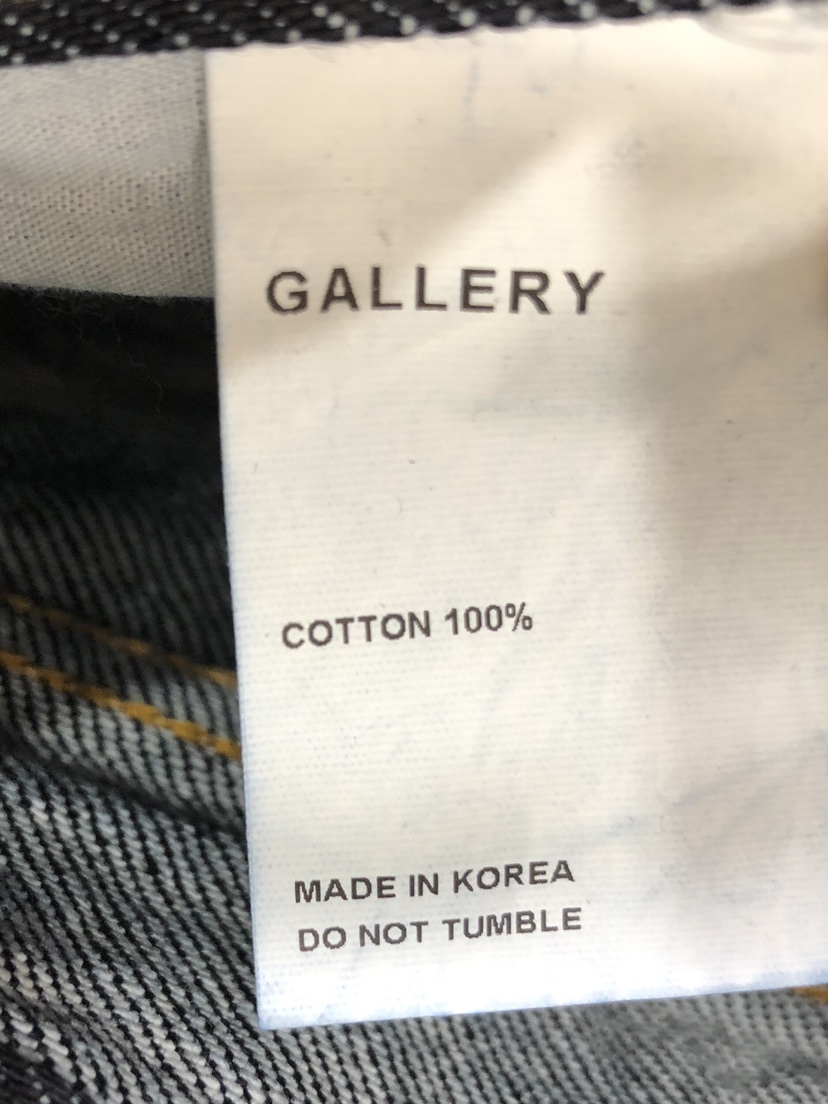 GALLERY
COTTON 100%
MADE IN KOREA
DO NOT TUMBLE